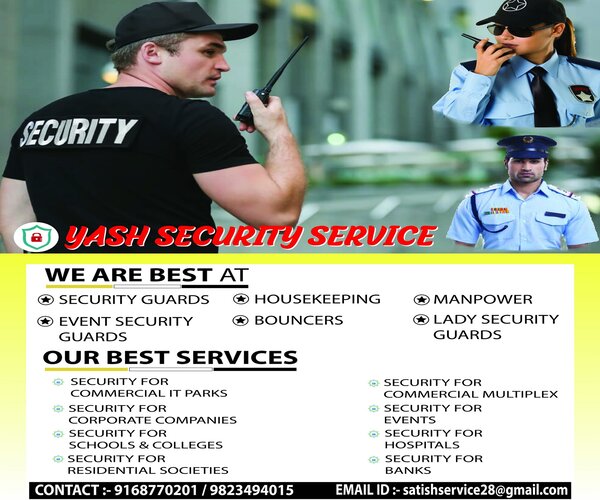 SECURITY
YASH SECURITY SERVICE
WE ARE BEST AT
SECURITY GUARDS
HOUSEKEEPING
MANPOWER
EVENT SECURITY
GUARDS
BOUNCERS
LADY SECURITY
GUARDS
OUR BEST SERVICES
SECURITY FOR
COMMERCIAL IT PARKS
SECURITY FOR
CORPORATE COMPANIES
SECURITY FOR
SCHOOLS & COLLEGES
SECURITY FOR
RESIDENTIAL SOCIETIES
SECURITY FOR
COMMERCIAL MULTIPLEX
SECURITY FOR
EVENTS
SECURITY FOR
HOSPITALS
SECURITY FOR
BANKS
CONTACT :- 9168770201 / 9823494015
EMAIL ID :- satishservice28@gmail.com